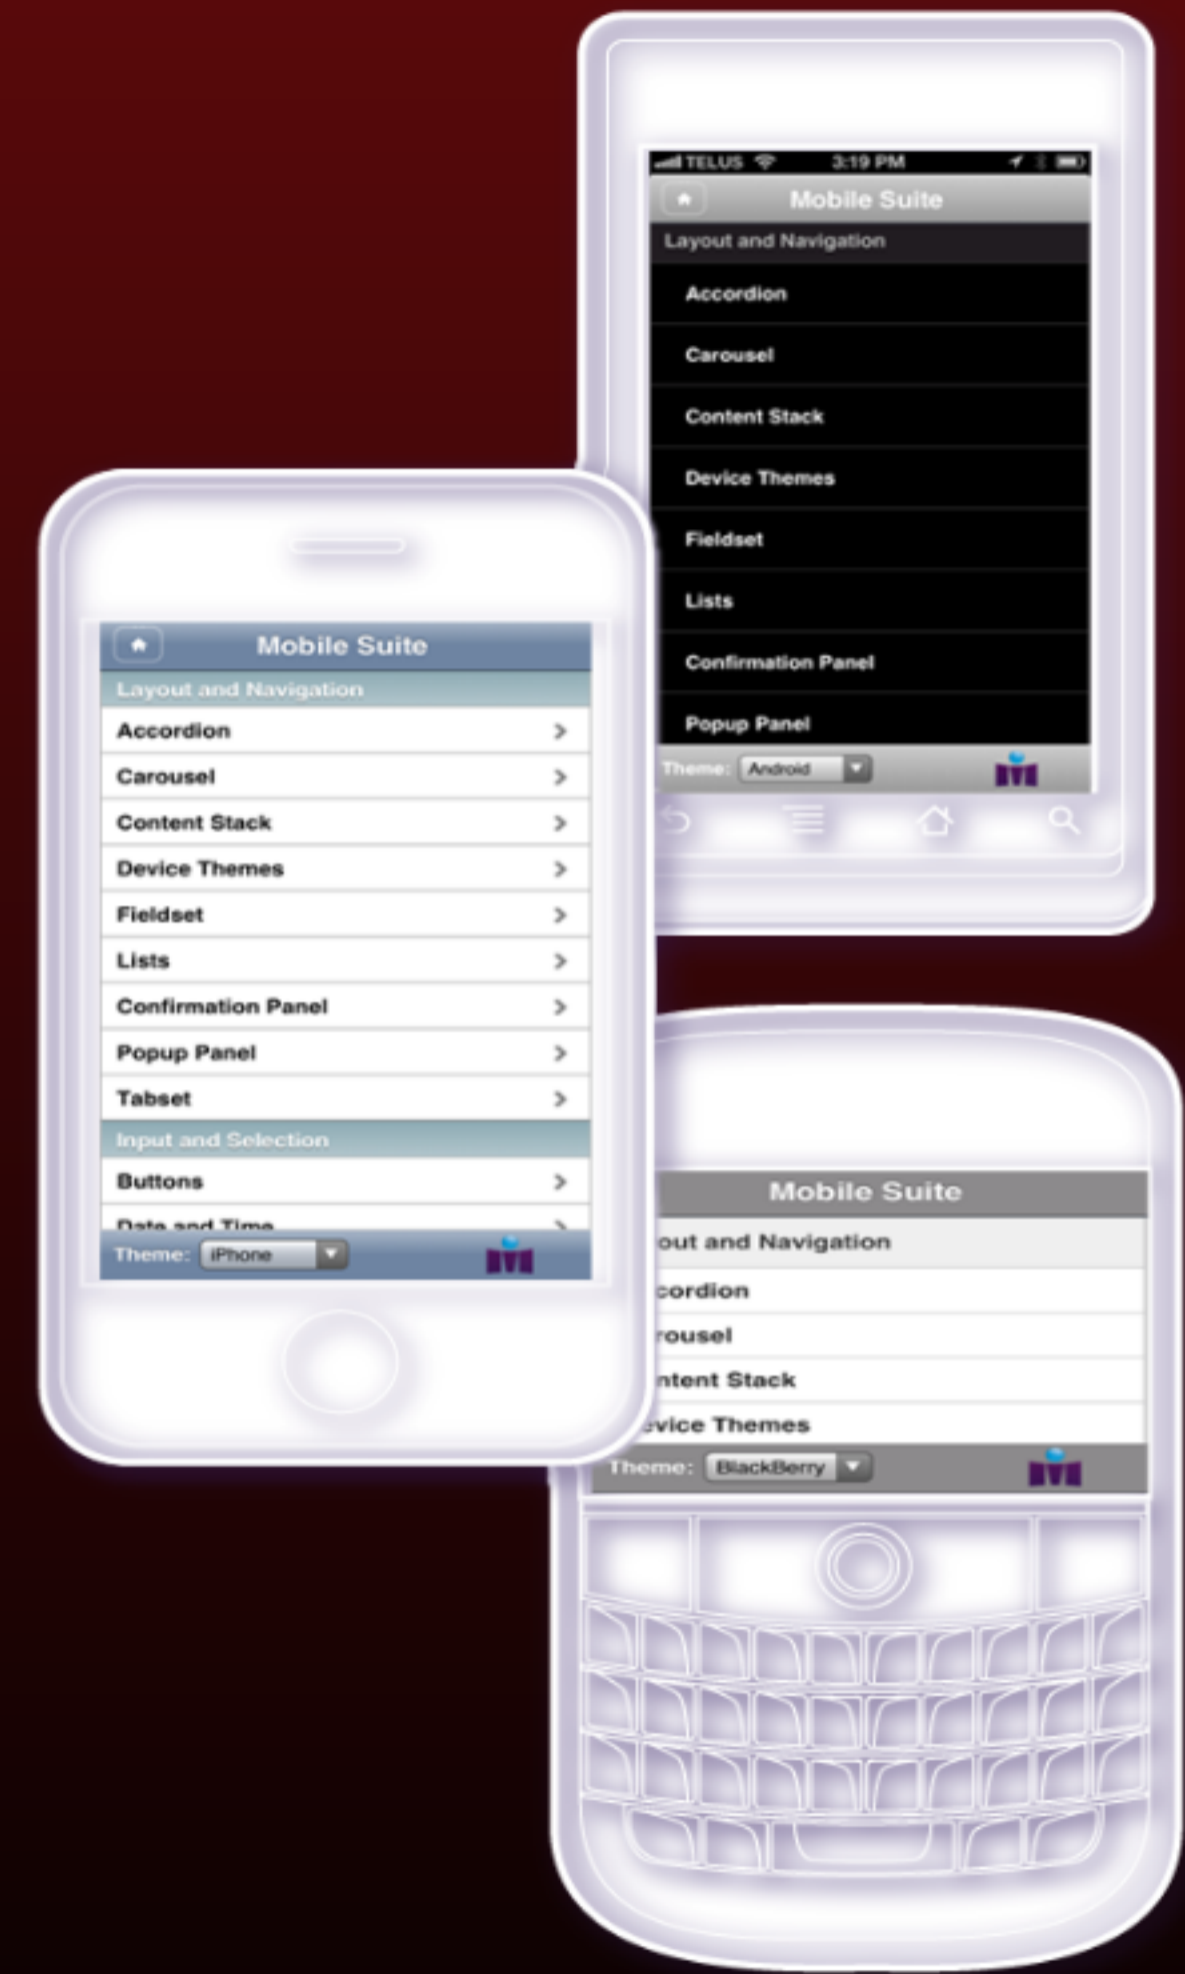 TELUS 3:19 PM
Mobile Suite
Layout and Navigation
Accordion
Carousel
Content Stack
Device Themes
Fieldset
Lists
Confirmation Panel
Popup Panel
Theme: Android
Mobile Suite
Layout and Navigation
Accordion
Carousel
Content Stack
Device Themes
Fieldset
Lists
Confirmation Panel
Popup Panel
Tabset
Input and Selection
Buttons
Date and Time
Theme: iPhone
Mobile Suite
out and Navigation
cordion
rousel
ntent Stack
evice Themes
Theme: BlackBerry